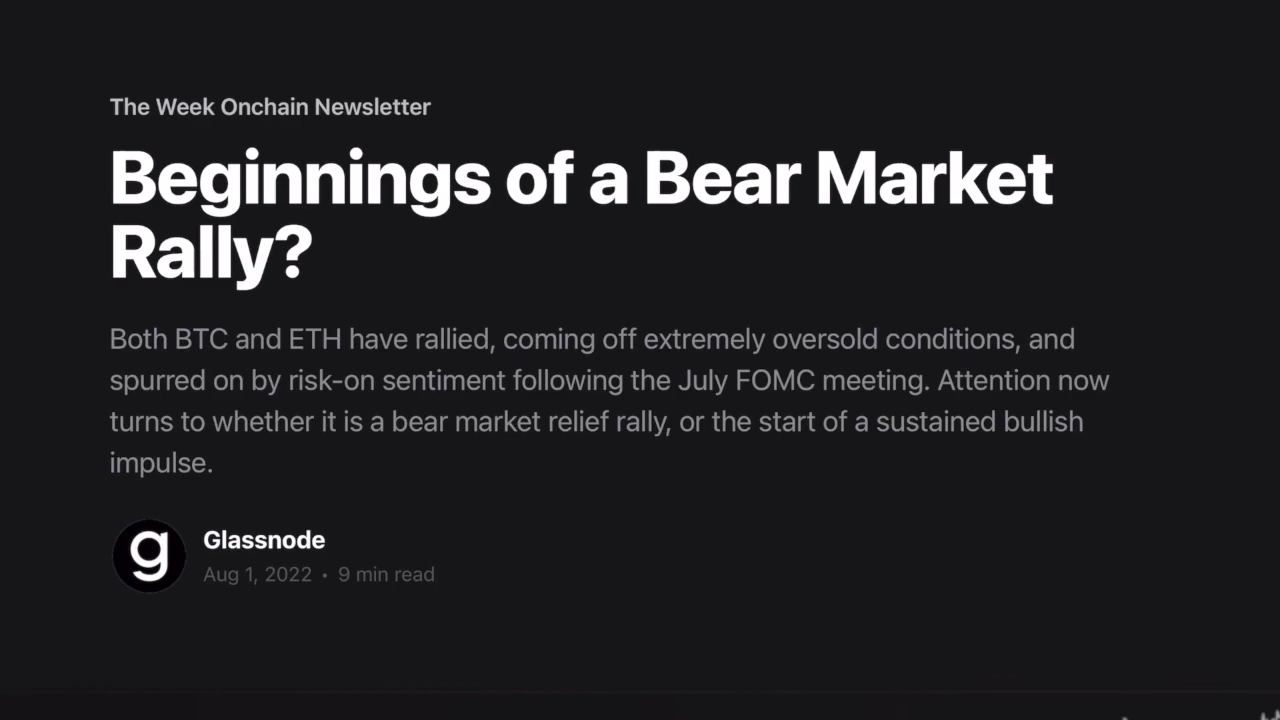 The Week Onchain Newsletter
Beginnings of a Bear Market
Rally?
Both BTC and ETH have rallied, coming off extremely oversold conditions, and
spurred on by risk-on sentiment following the July FOMC meeting. Attention now
turns to whether it is a bear market relief rally, or the start of a sustained bullish
impulse.
g
Glassnode
Aug 1, 2022 • 9 min read